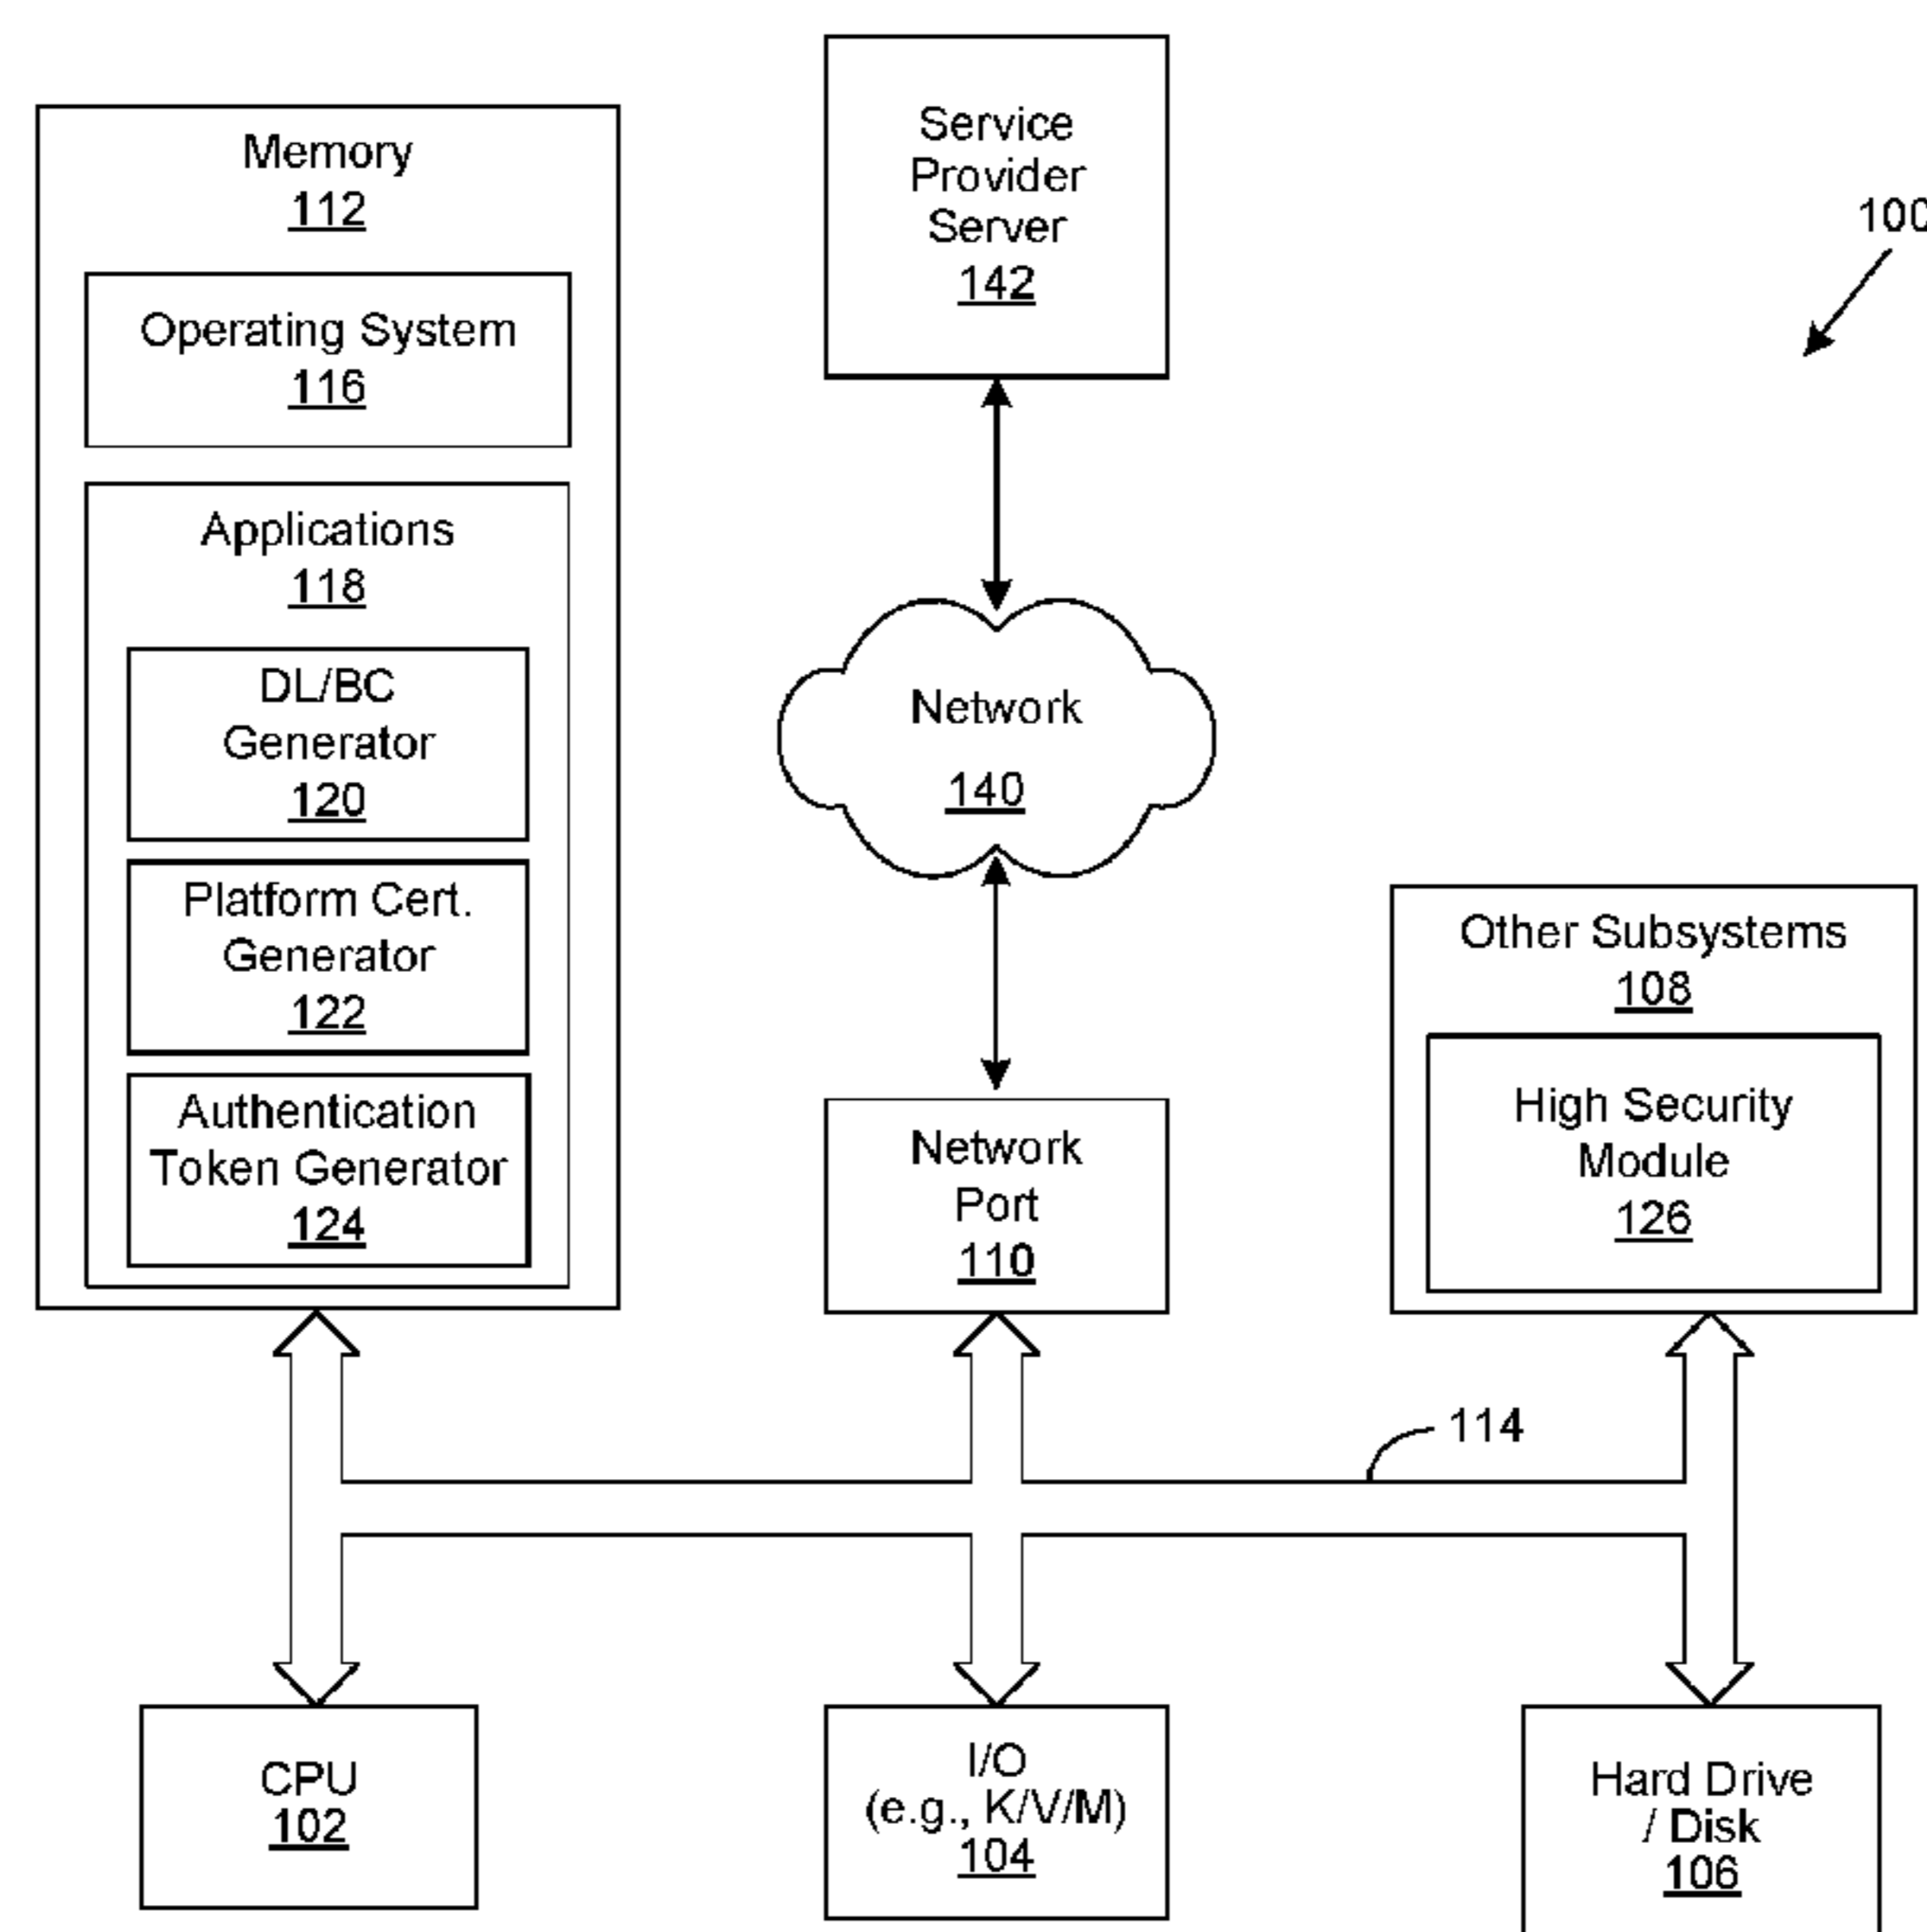 Memory
112
Operating System
116
Applications
118
DL/BC
Generator
120
Platform Cert.
Generator
122
Authentication
Token Generator
124
Service
Provider
Server
142
100
Network
140
Network
Port
110
Other Subsystems
108
High Security
Module
126
114
CPU
102
I/O
(e.g., K/V/M)
104
Hard Drive
/ Disk
106